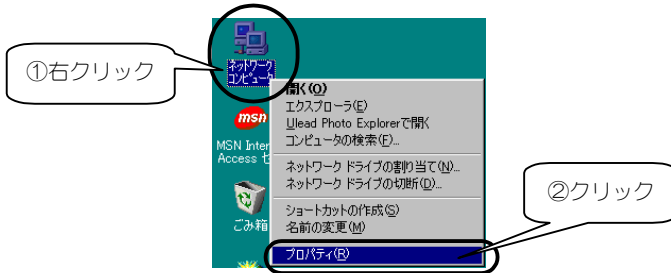 ①右クリック
ネットワーク
コンピュータ
開く(O)
エクスプローラ(E)
Ulead Photo Explorerで開く
コンピュータの検索(F)...
ネットワーク ドライブの割り当て(N)...
ネットワーク ドライブの切断(D)...
ショートカットの作成(S)
名前の変更(M)
プロパティ(R)
msn
MSN Inter
Access セ
ごみ箱
②クリック